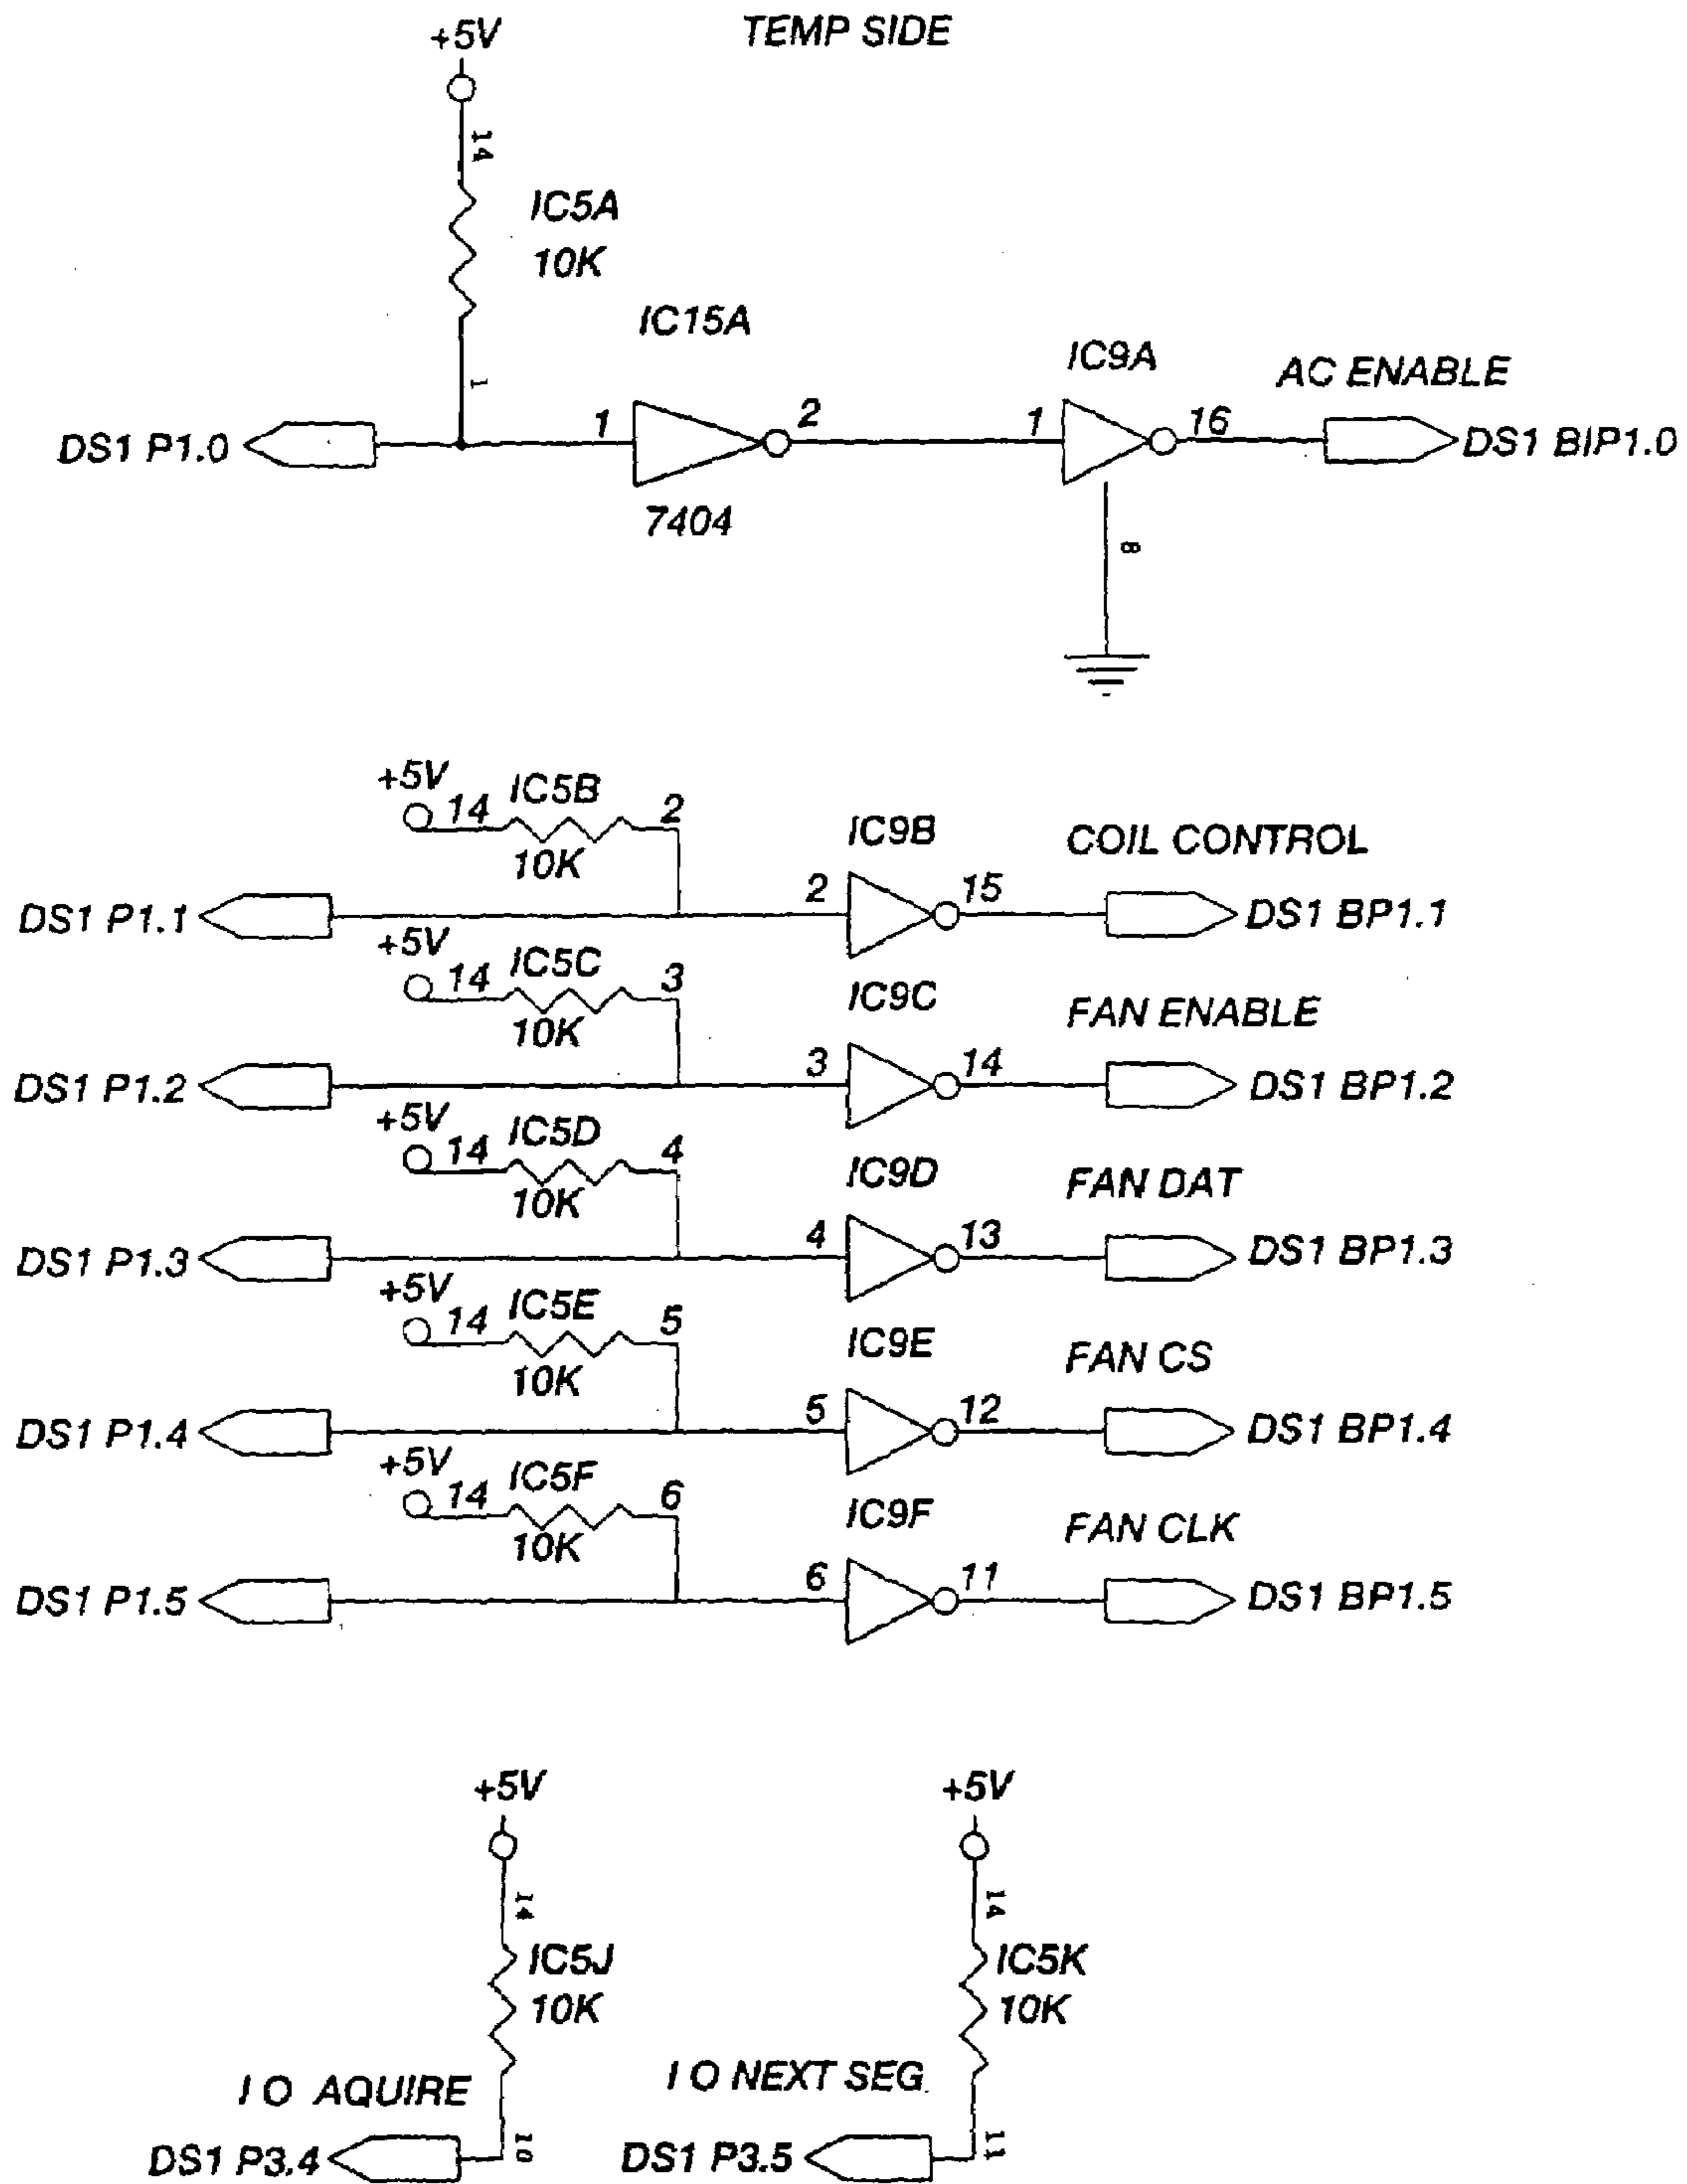 TEMP SIDE
+5V
14
IC5A
10K
1
IC15A
IC9A
AC ENABLE
DS1 P1.0
1
2
1
16
DS1 BIP1.0
7404
8
+5V
14
IC5B
2
10K
IC9B
COIL CONTROL
DS1 P1.1
2
15
DS1 BP1.1
+5V
14
IC5C
3
10K
IC9C
FAN ENABLE
DS1 P1.2
3
14
DS1 BP1.2
+5V
14
IC5D
4
10K
IC9D
FAN DAT
DS1 P1.3
4
13
DS1 BP1.3
+5V
14
IC5E
5
10K
IC9E
FAN CS
DS1 P1.4
5
12
DS1 BP1.4
+5V
14
IC5F
6
10K
IC9F
FAN CLK
DS1 P1.5
6
11
DS1 BP1.5
+5V
14
IC5J
10K
I O AQUIRE
10
DS1 P3.4
+5V
14
IC5K
10K
I O NEXT SEG
11
DS1 P3.5